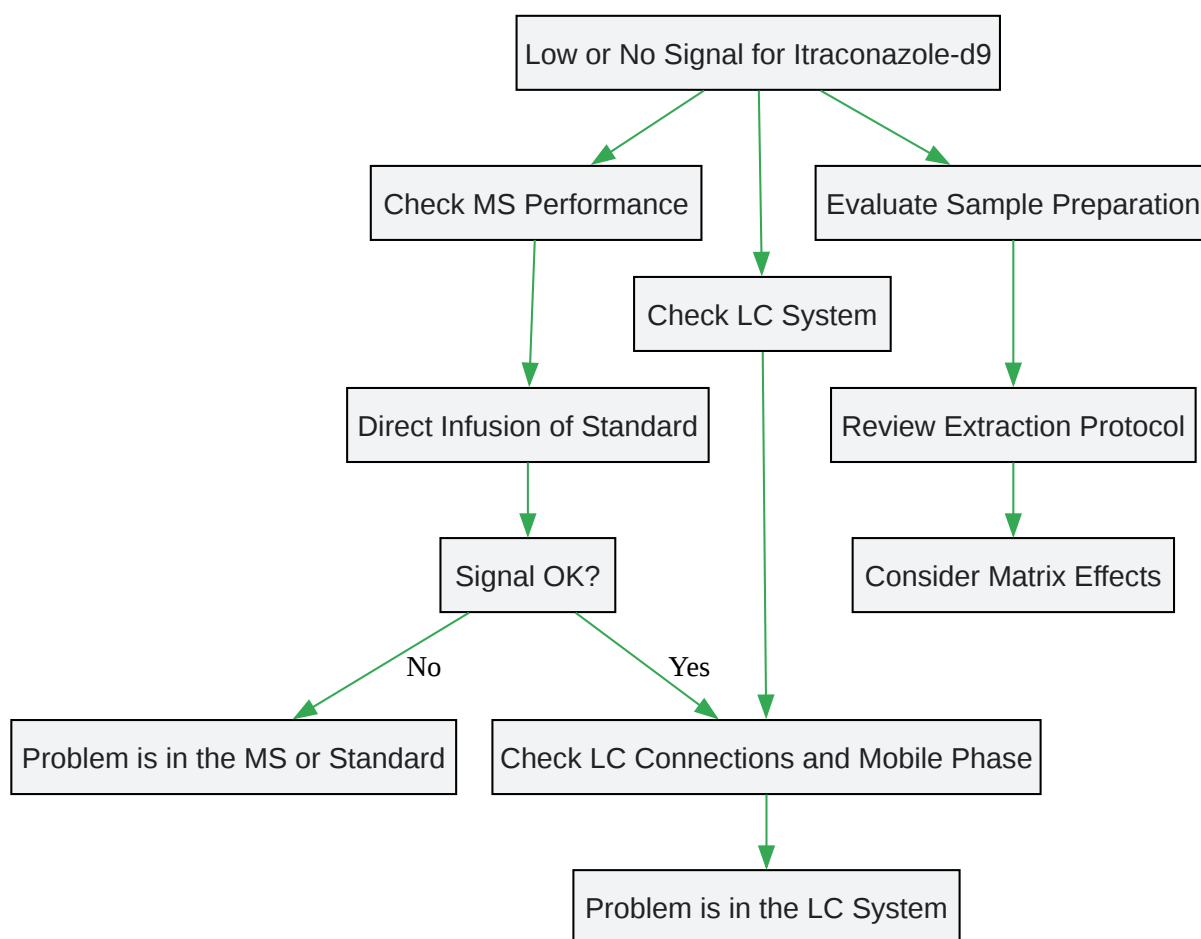 Low or No Signal for Itraconazole-d9
Check MS Performance
Evaluate Sample Preparation
Check LC System
Direct Infusion of Standard
Review Extraction Protocol
Signal OK?
Consider Matrix Effects
No
Yes
Problem is in the MS or Standard
Check LC Connections and Mobile Phase
Problem is in the LC System